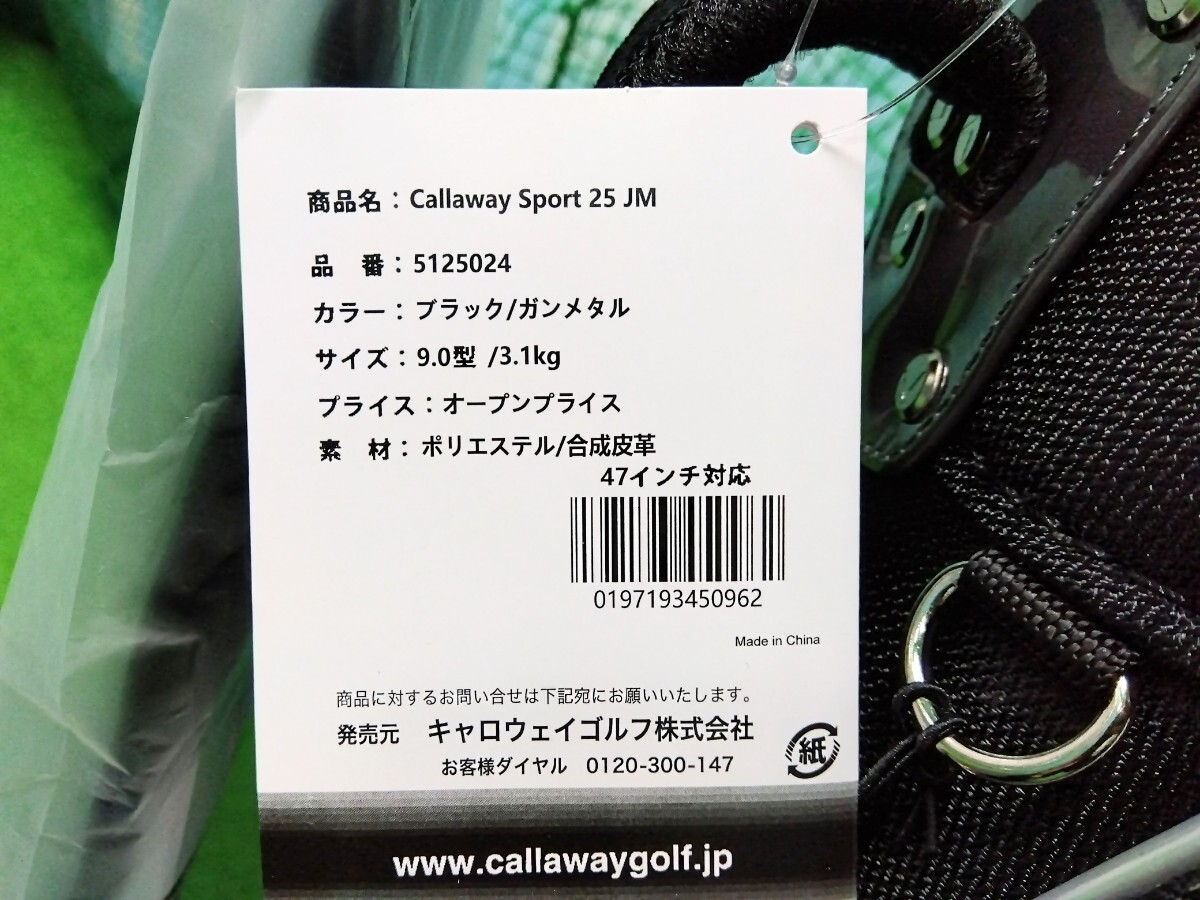 商品名：Callaway Sport 25 JM
品　番：5125024
カラー：ブラック/ガンメタル
サイズ：9.0型 /3.1kg
プライス：オープンプライス
素　材：ポリエステル/合成皮革
47インチ対応
0197193450962
Made in China
商品に対するお問い合せは下記宛にお願いいたします。
発売元　キャロウェイゴルフ株式会社
紙
お客様ダイヤル　0120-300-147
www.callawaygolf.jp